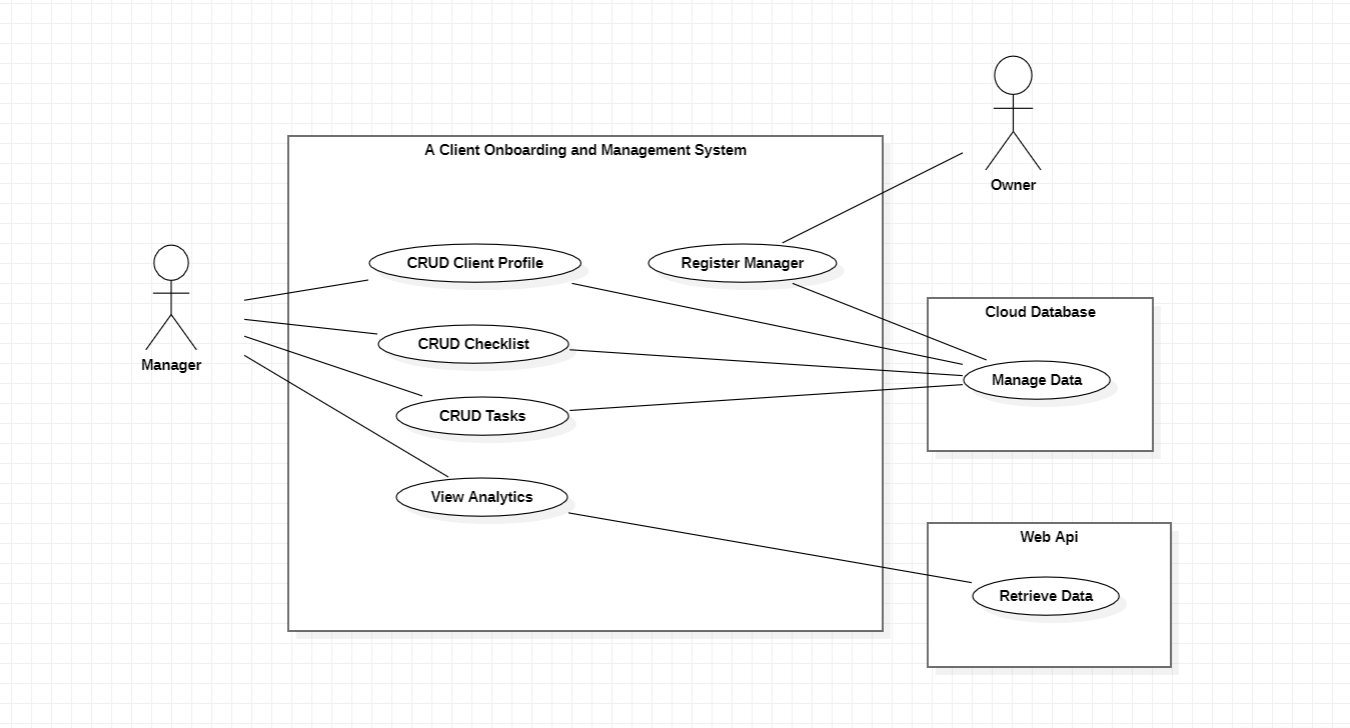 Owner
A Client Onboarding and Management System
CRUD Client Profile
Register Manager
Manager
CRUD Checklist
CRUD Tasks
View Analytics
Cloud Database
Manage Data
Web Api
Retrieve Data